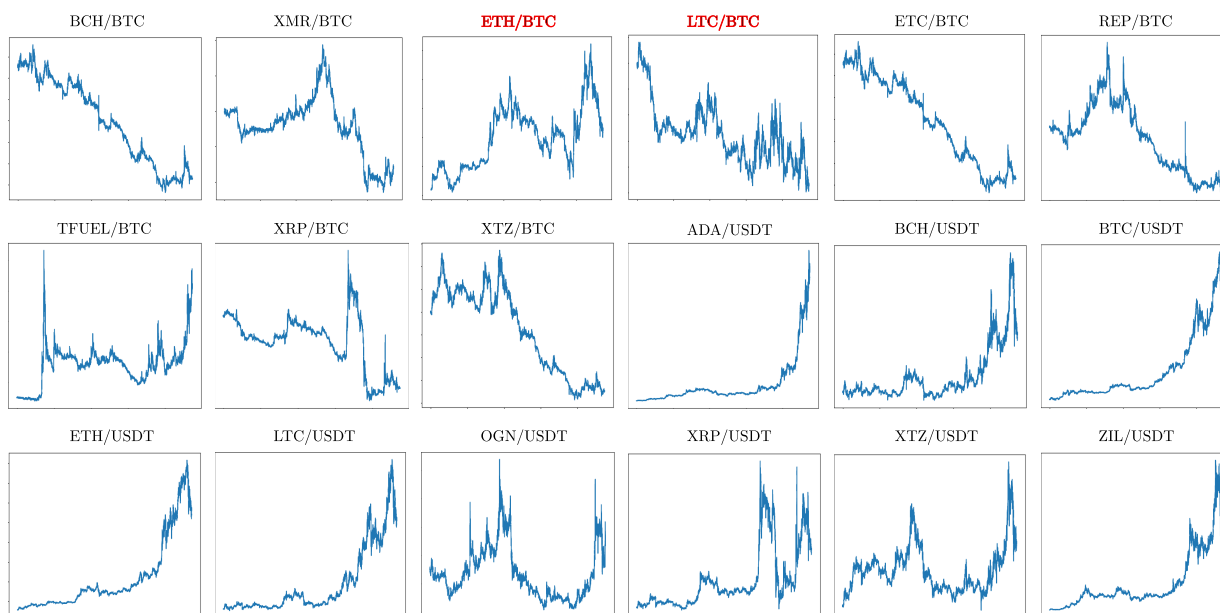 BCH/BTC
XMR/BTC
ETH/BTC
LTC/BTC
ETC/BTC
REP/BTC
TFUEL/BTC
XRP/BTC
XTZ/BTC
ADA/USDT
BCH/USDT
BTC/USDT
ETH/USDT
LTC/USDT
OGN/USDT
XRP/USDT
XTZ/USDT
ZIL/USDT